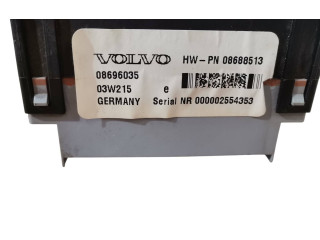 VOLVO HW-PN 08688513
08696035
03W215 e
GERMANY Serial NR 000002554353